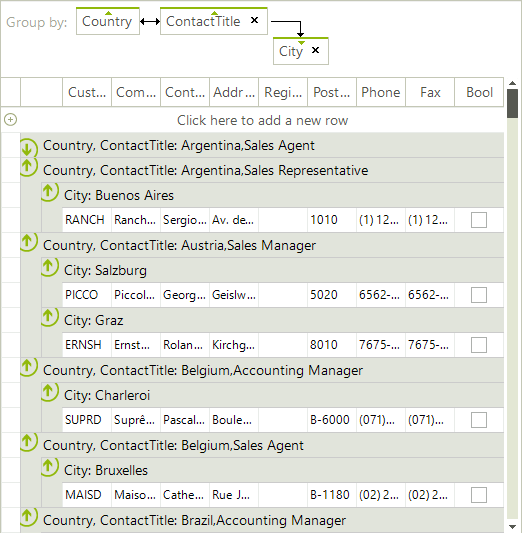 Group by: Country ContactTitle ×
City ×
Cust... Com... Cont... Addr... Regi... Post... Phone Fax Bool
Click here to add a new row
Country, ContactTitle: Argentina,Sales Agent
Country, ContactTitle: Argentina,Sales Representative
City: Buenos Aires
RANCH Ranch... Sergio... Av. de... 1010 (1) 12... (1) 12...
Country, ContactTitle: Austria,Sales Manager
City: Salzburg
PICCO Piccol... Georg... Geislw... 5020 6562-... 6562-...
City: Graz
ERNSH Ernst... Rolan... Kirchg... 8010 7675-... 7675-...
Country, ContactTitle: Belgium,Accounting Manager
City: Charleroi
SUPRD Suprê... Pascal... Boule... B-6000 (071)... (071)...
Country, ContactTitle: Belgium,Sales Agent
City: Bruxelles
MAISD Maiso... Cathe... Rue J... B-1180 (02) 2... (02) 2...
Country, ContactTitle: Brazil,Accounting Manager